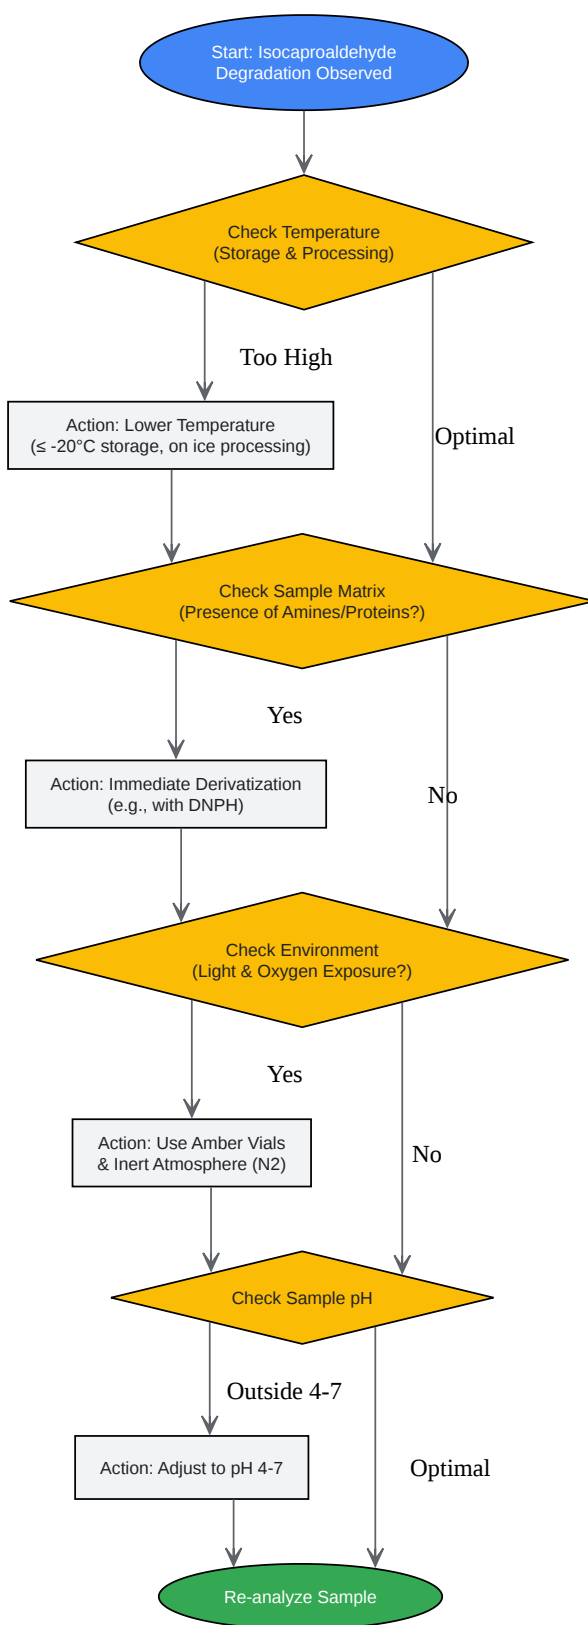 Start: Isocaproaldehyde
Degradation Observed
Check Temperature
(Storage & Processing)
Too High
Action: Lower Temperature
(≤ -20°C storage, on ice processing)
Optimal
Check Sample Matrix
(Presence of Amines/Proteins?)
Yes
Action: Immediate Derivatization
(e.g., with DNPH)
No
Check Environment
(Light & Oxygen Exposure?)
Yes
Action: Use Amber Vials
& Inert Atmosphere (N2)
No
Check Sample pH
Outside 4-7
Action: Adjust to pH 4-7
Optimal
Re-analyze Sample